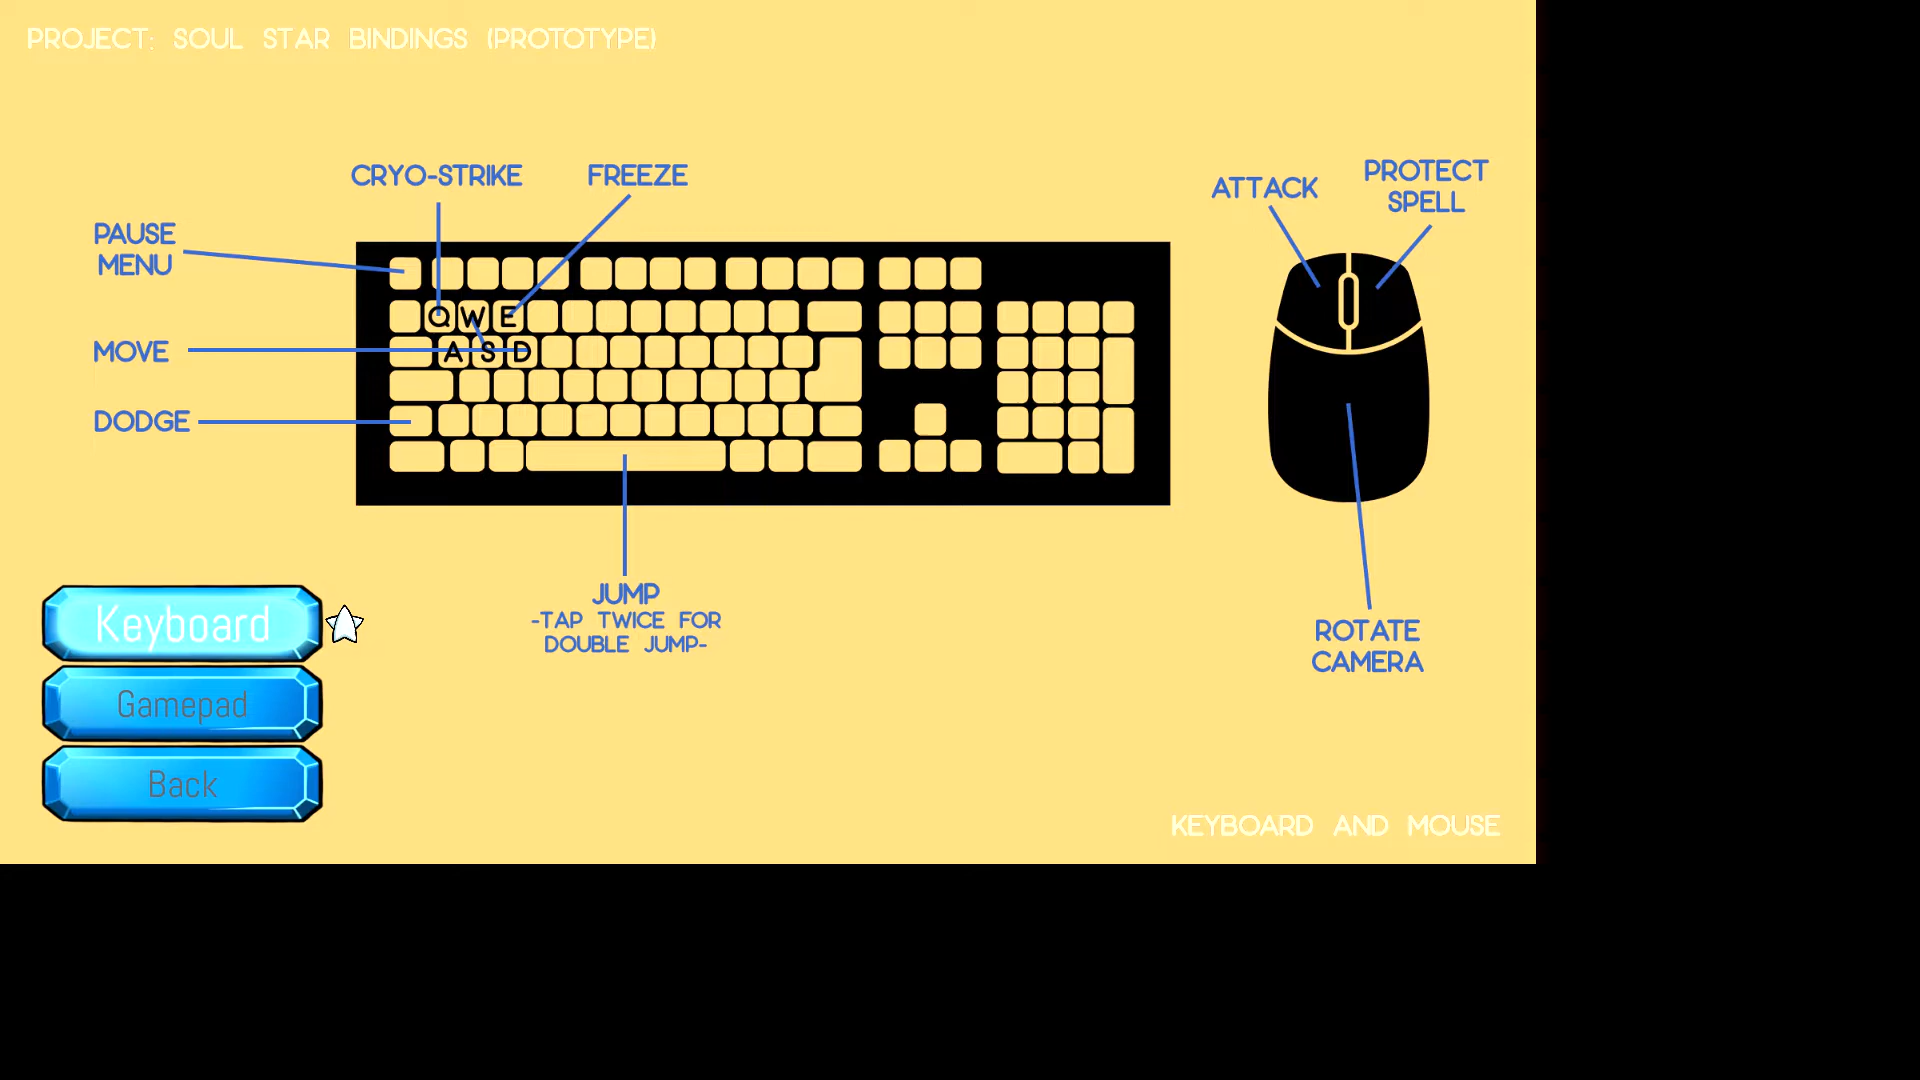 PROJECT: SOUL STAR BINDINGS (PROTOTYPE)
CRYO-STRIKE
FREEZE
ATTACK
PROTECT
SPELL
PAUSE
MENU
Q W E
MOVE
A S D
DODGE
JUMP
-TAP TWICE FOR
DOUBLE JUMP-
ROTATE
CAMERA
Keyboard
Gamepad
Back
KEYBOARD AND MOUSE